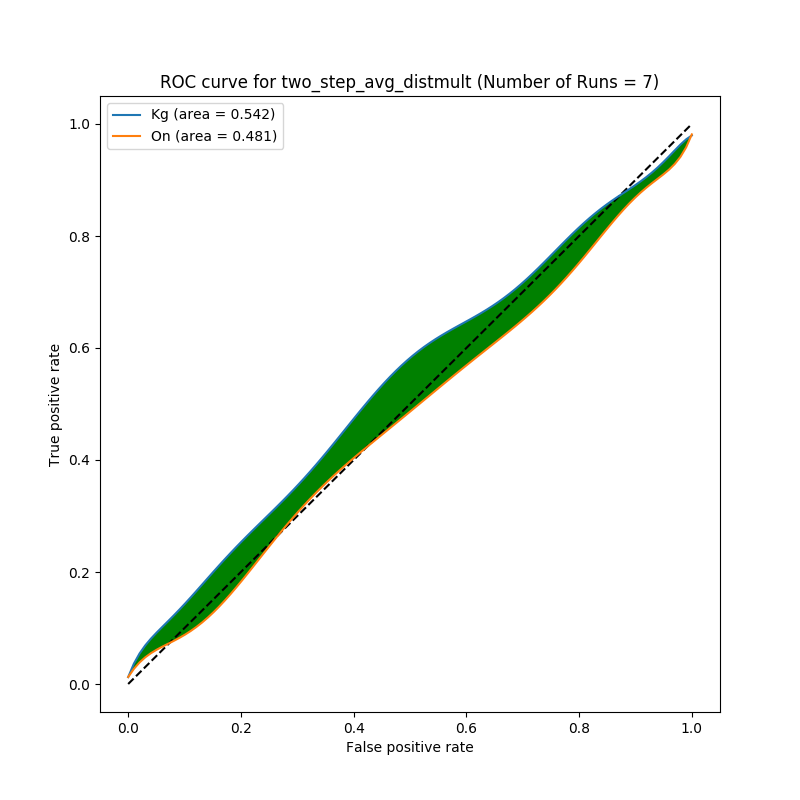 ROC curve for two_step_avg_distmult (Number of Runs = 7)
Kg (area = 0.542)
On (area = 0.481)
True positive rate
1.0
0.8
0.6
0.4
0.2
0.0
0.0 0.2 0.4 0.6 0.8 1.0
False positive rate